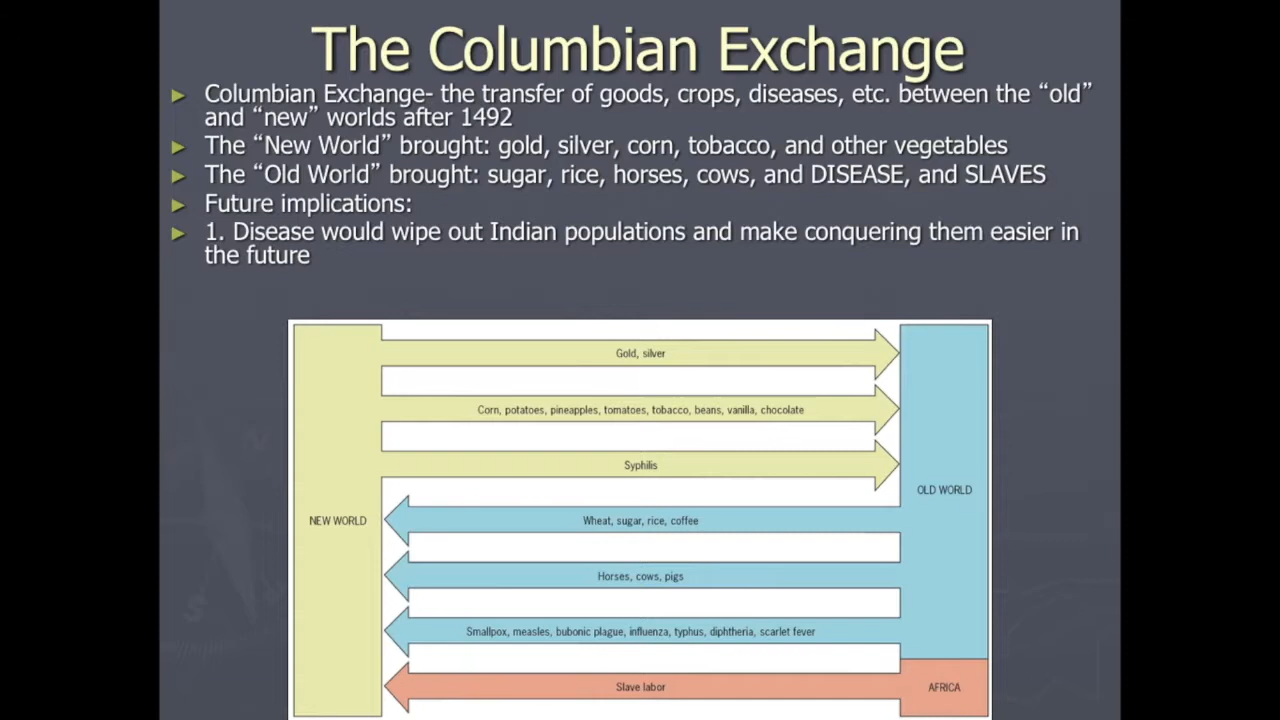 The Columbian Exchange
► Columbian Exchange- the transfer of goods, crops, diseases, etc. between the “old”
and “new” worlds after 1492
► The “New World” brought: gold, silver, corn, tobacco, and other vegetables
► The “Old World” brought: sugar, rice, horses, cows, and DISEASE, and SLAVES
► Future implications:
► 1. Disease would wipe out Indian populations and make conquering them easier in
the future
Gold, silver
Corn, potatoes, pineapples, tomatoes, tobacco, beans, vanilla, chocolate
Syphilis
OLD WORLD
NEW WORLD
Wheat, sugar, rice, coffee
Horses, cows, pigs
Smallpox, measles, bubonic plague, influenza, typhus, diphtheria, scarlet fever
Slave labor
AFRICA